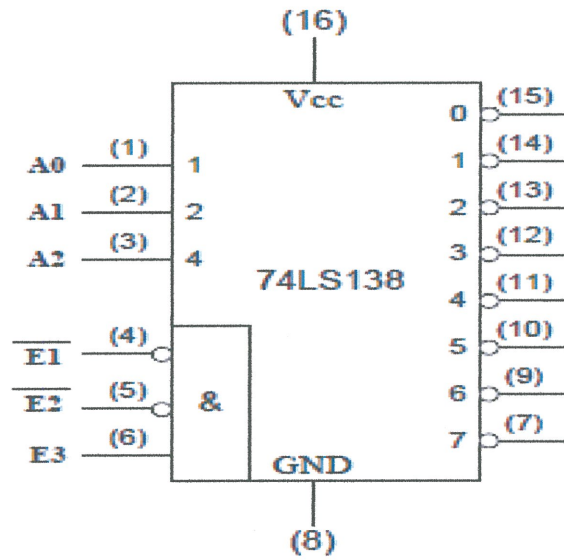 (16)
Vcc
0 (15)
1 (14)
A0 (1) 1
2 (13)
A1 (2) 2
3 (12)
A2 (3) 4
74LS138
4 (11)
5 (10)
E1 (4)
6 (9)
E2 (5)
&
7 (7)
E3 (6)
GND
(8)